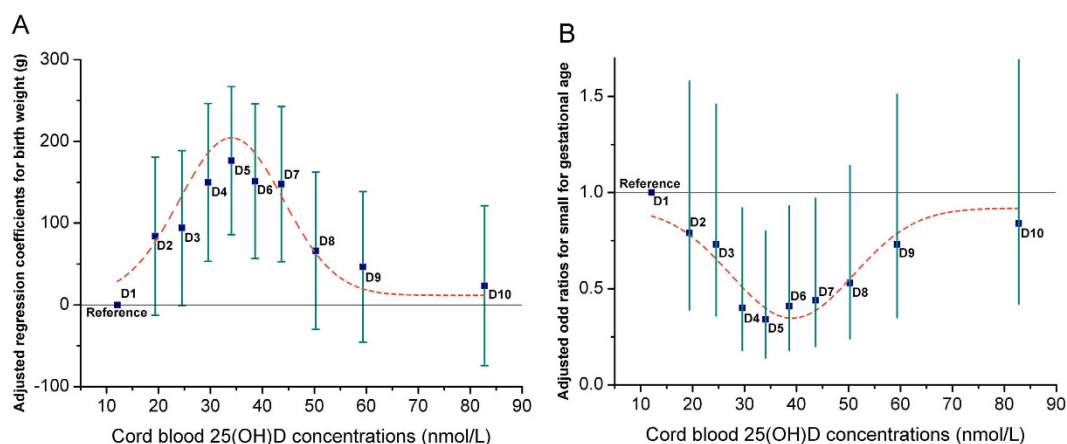 A
Adjusted regression coefficients for birth weight (g)
300
200
100
0
-100
D1
Reference
D2
D3
D4
D5
D6
D7
D8
D9
D10
10 20 30 40 50 60 70 80 90
Cord blood 25(OH)D concentrations (nmol/L)
B
Adjusted odd ratios for small for gestational age
1.5
1.0
0.5
0.0
Reference
D1
D2
D3
D4
D5
D6
D7
D8
D9
D10
10 20 30 40 50 60 70 80 90
Cord blood 25(OH)D concentrations (nmol/L)